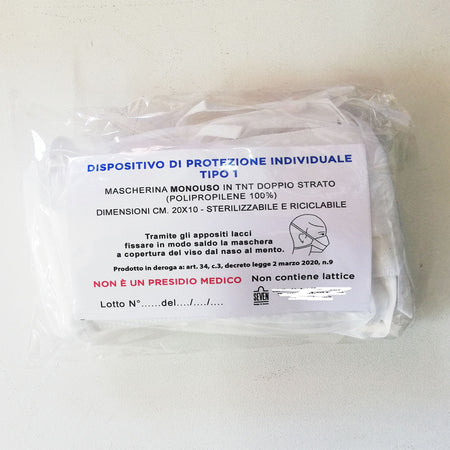 DISPOSITIVO DI PROTEZIONE INDIVIDUALE
TIPO 1
MASCHERINA MONOUSO IN TNT DOPPIO STRATO
(POLIPROPILENE 100%)
DIMENSIONI CM. 20X10 - STERILIZZABILE E RICICLABILE
Tramite gli appositi lacci
fissare in modo saldo la maschera
a copertura del viso dal naso al mento.
Prodotto in deroga a: art. 34, c.3, decreto legge 2 marzo 2020, n.9
NON È UN PRESIDIO MEDICO Non contiene lattice
Lotto N°......del..../..../....
SEVEN